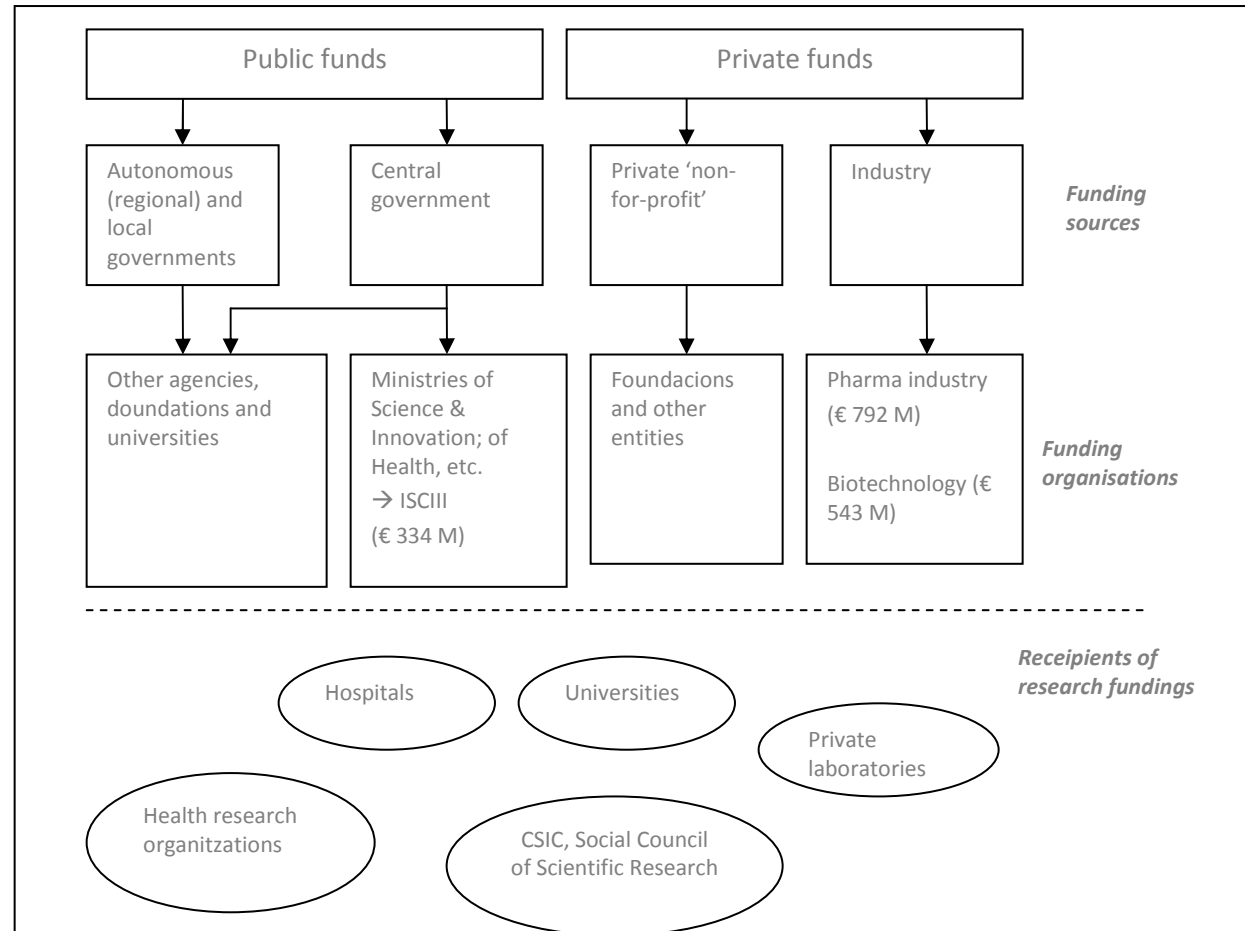 Public funds
Private funds
Autonomous
(regional) and
local
governments
Central
government
Private ‘non-
for-profit’
Industry
Funding
sources
Other agencies,
doundations and
universities
Ministries of
Science &
Innovation; of
Health, etc.
→ ISCIII
(€ 334 M)
Foundacions
and other
entities
Pharma industry
(€ 792 M)
Biotechnology (€
543 M)
Funding
organisations
Receipients of
research fundings
Hospitals
Universities
Private
laboratories
Health research
organitzations
CSIC, Social Council
of Scientific Research